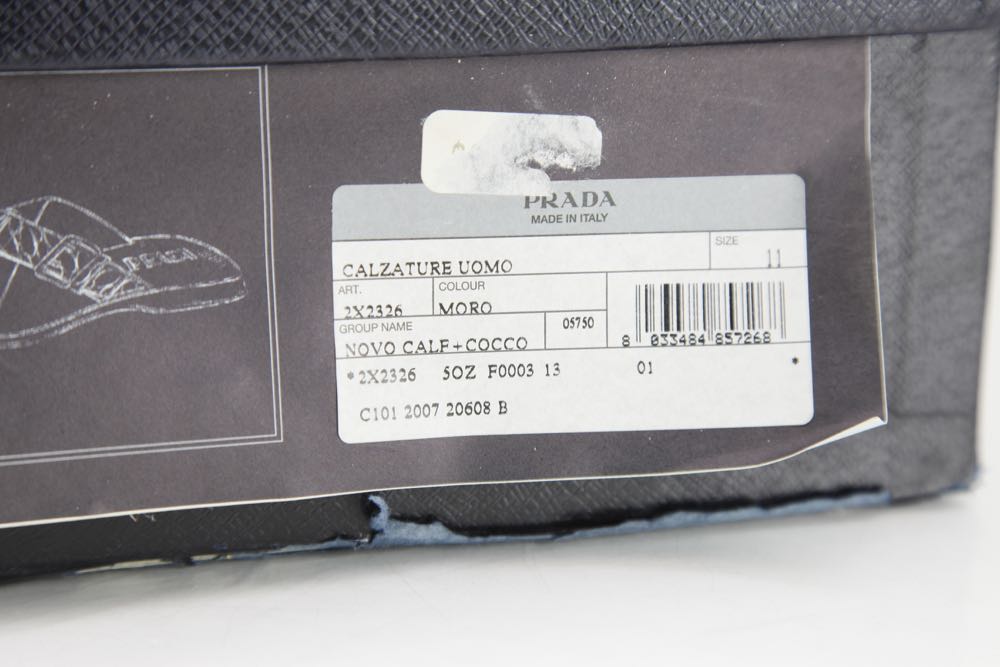 PRADA
PRADA
MADE IN ITALY
SIZE
11
CALZATURE UOMO
ART.
COLOUR
2X2326
MORO
GROUP NAME
05750
NOVO CALF+COCCO
8 033484 857268
*2X2326 5OZ F0003 13 01 *
C101 2007 20608 B